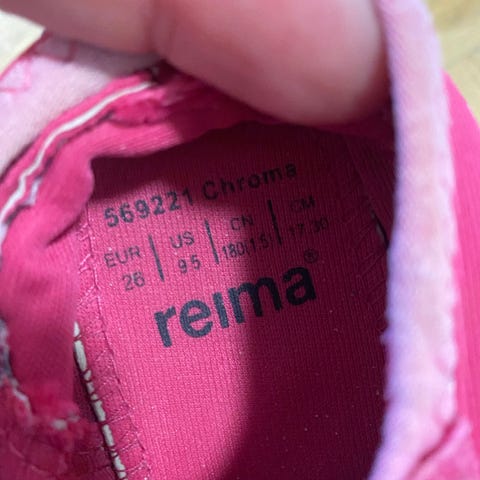 569221 Chroma
EUR | US | CN | CM
26 | 9.5 | 180(1.5) | 17.30
reima®